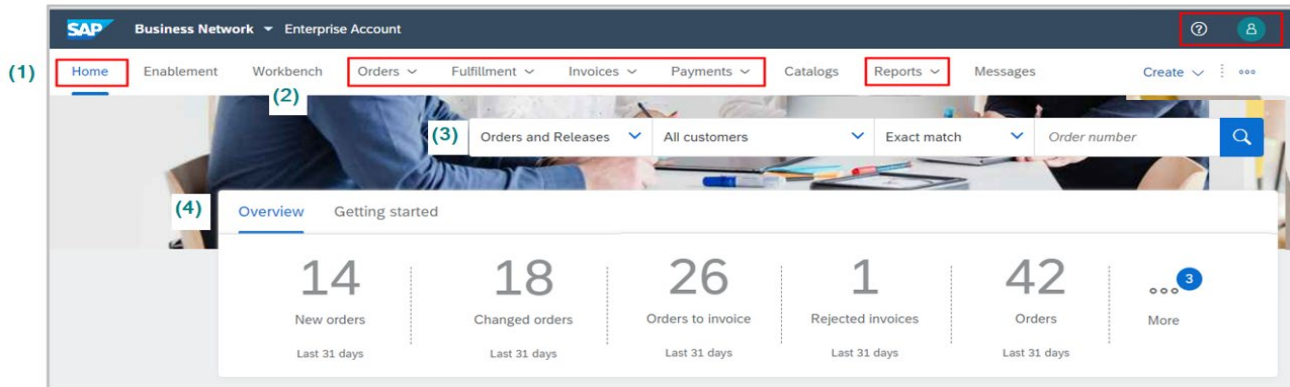 SAP Business Network Enterprise Account
(1) Home Enablement Workbench Orders Fulfillment Invoices Payments Catalogs Reports Messages Create
(2)
(3) Orders and Releases All customers Exact match Order number
(4) Overview Getting started
14 18 26 1 42 3
New orders Changed orders Orders to invoice Rejected invoices Orders More
Last 31 days Last 31 days Last 31 days Last 31 days Last 31 days